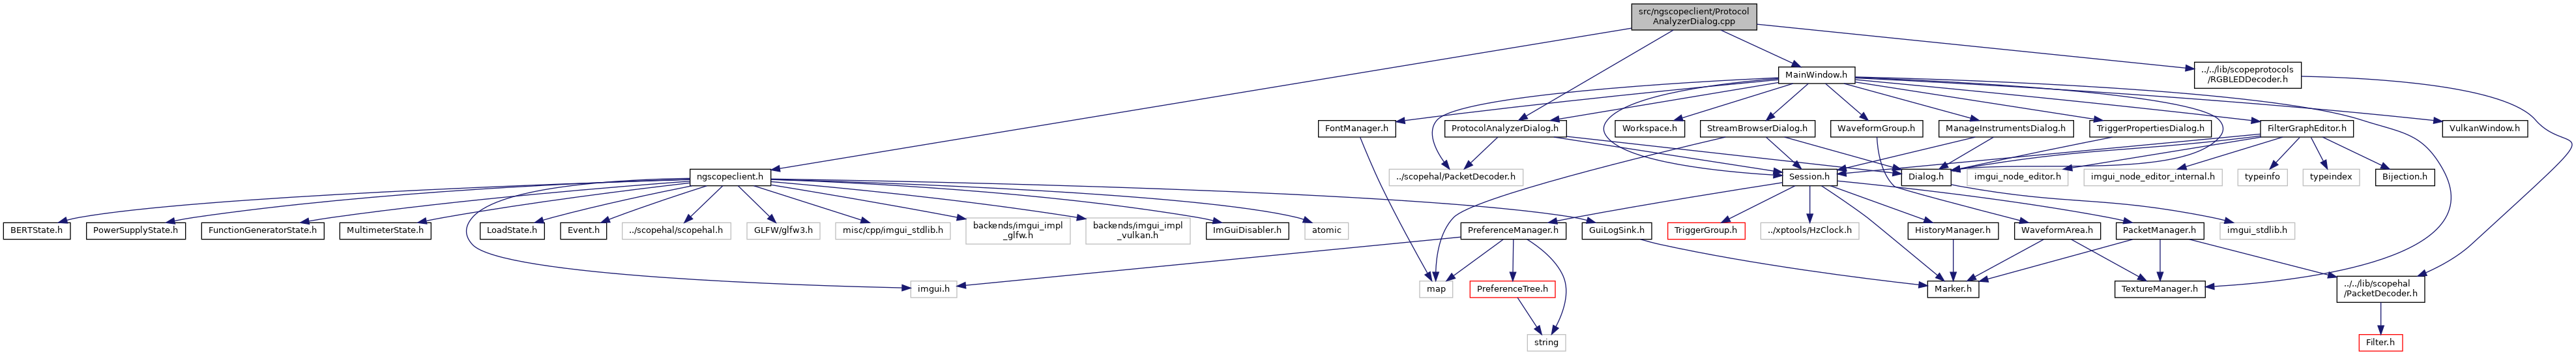 src/ngscopeclient/Protocol
AnalyzerDialog.cpp
MainWindow.h
../../lib/scopeprotocols
/RGBLEDDecoder.h
FontManager.h
ProtocolAnalyzerDialog.h
Workspace.h
StreamBrowserDialog.h
WaveformGroup.h
ManageInstrumentsDialog.h
TriggerPropertiesDialog.h
FilterGraphEditor.h
VulkanWindow.h
ngscopeclient.h
../scopehal/PacketDecoder.h
Session.h
Dialog.h
imgui_node_editor.h
imgui_node_editor_internal.h
typeinfo
typeindex
Bijection.h
BERTState.h
PowerSupplyState.h
FunctionGeneratorState.h
MultimeterState.h
LoadState.h
Event.h
../scopehal/scopehal.h
GLFW/glfw3.h
misc/cpp/imgui_stdlib.h
backends/imgui_impl
_glfw.h
backends/imgui_impl
_vulkan.h
ImGuiDisabler.h
atomic
PreferenceManager.h
GuiLogSink.h
TriggerGroup.h
../xptools/HzClock.h
HistoryManager.h
WaveformArea.h
PacketManager.h
imgui_stdlib.h
imgui.h
map
PreferenceTree.h
Marker.h
TextureManager.h
../../lib/scopehal
/PacketDecoder.h
string
Filter.h